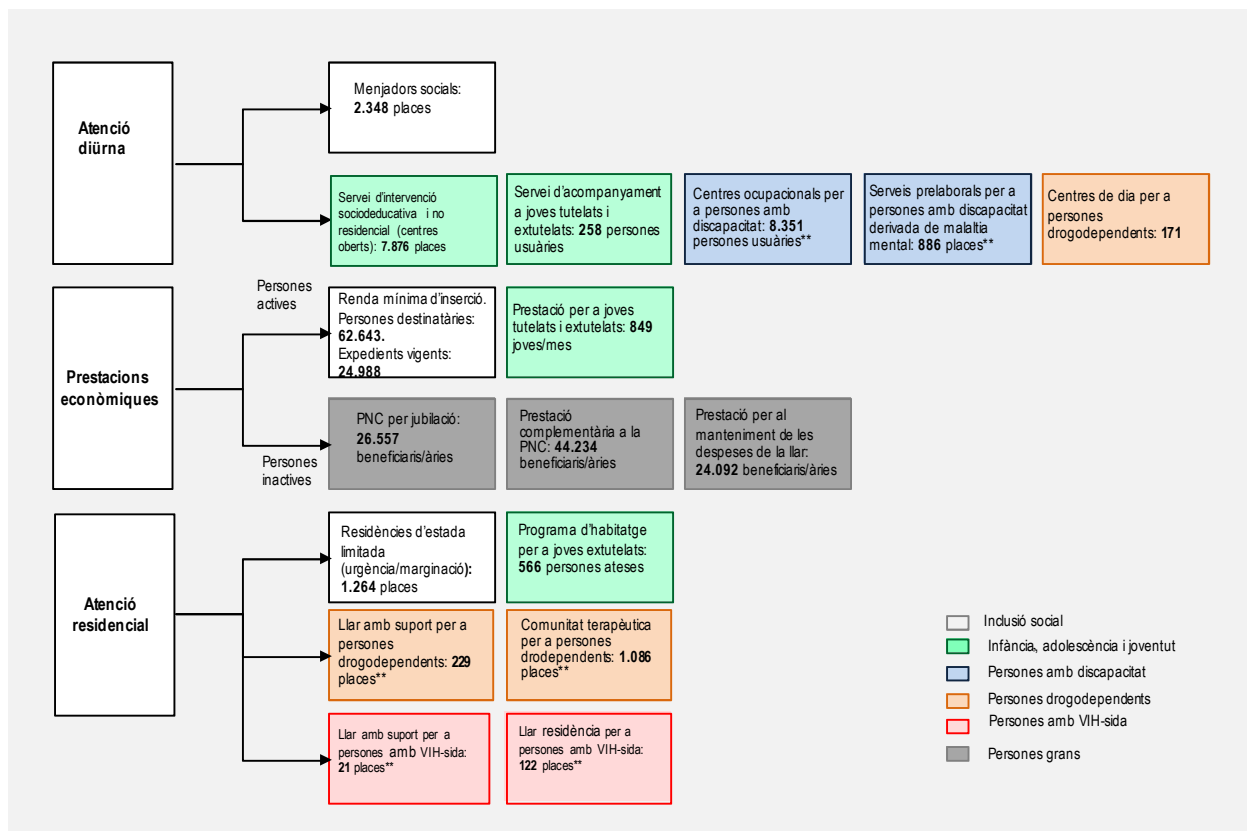 Atenció
diürna
Menjadors socials:
2.348 places
Servei d'intervenció
sociodeducativa i no
residencial (centres
oberts): 7.876 places
Servei d'acompanyament
a joves tutelats i
extutelats: 258 persones
usuàries
Centres ocupacionals per
a persones amb
discapacitat: 8.351
persones usuàries**
Serveis prelaborals per a
persones amb discapacitat
derivada de malaltia
mental: 886 places**
Centres de dia per a
persones
drogodependents: 171
Prestacions
econòmiques
Persones
actives
Renda mínima d'inserció.
Persones destinatàries:
62.643.
Expedients vigents:
24.988
Prestació per a joves
tutelats i extutelats: 849
joves/mes
Persones
inactives
PNC per jubilació:
26.557
beneficiaris/àries
Prestació
complementària a la
PNC: 44.234
beneficiaris/àries
Prestació per al
manteniment de les
despeses de la llar:
24.092 beneficiaris/àries
Atenció
residencial
Residències d'estada
limitada
(urgència/marginació):
1.264 places
Programa d'habitatge
per a joves extutelats:
566 persones ateses
Llar amb suport per a
persones
drogodependents: 229
places**
Comunitat terapèutica
per a persones
drodependents: 1.086
places**
Llar amb suport per a
persones amb VIH-sida:
21 places**
Llar residència per a
persones amb VIH-sida:
122 places**
Inclusió social
Infància, adolescència i joventut
Persones amb discapacitat
Persones drogodependents
Persones amb VIH-sida
Persones grans